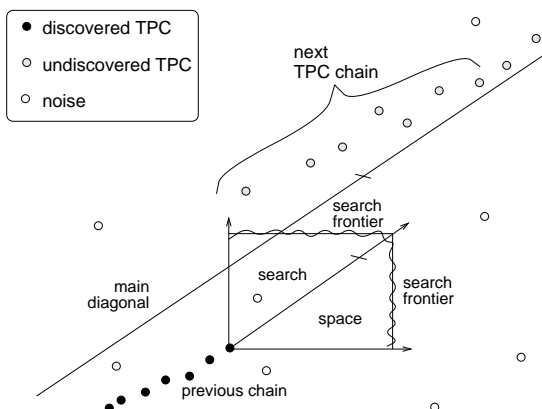 discovered TPC
undiscovered TPC
noise
next
TPC chain
search
frontier
main
diagonal
search
search
frontier
space
previous chain